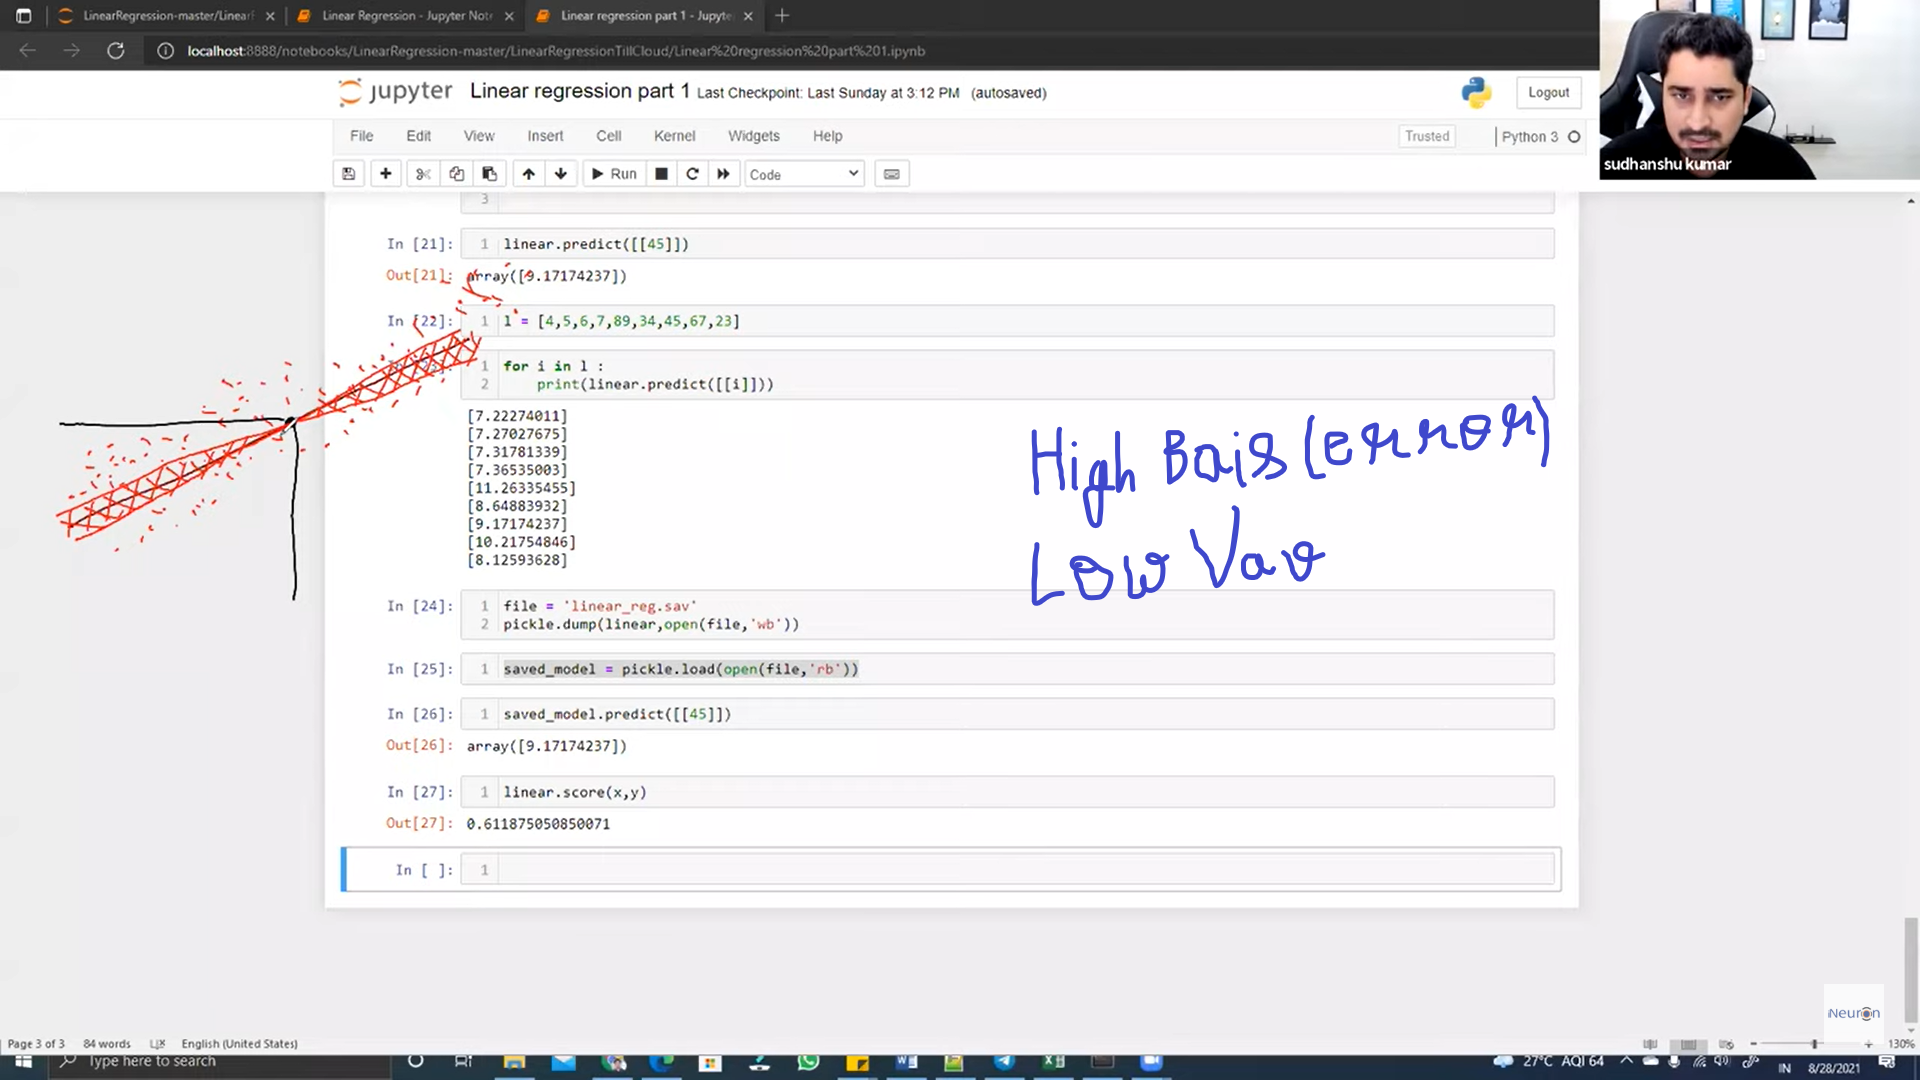 LinearRegression-master/LinearF
Linear Regression - Jupyter Not
Linear regression part 1 - Jupyte
localhost:8888/notebooks/LinearRegression-master/LinearRegressionTillCloud/Linear%20regression%20part%201.ipynb
jupyter Linear regression part 1 Last Checkpoint: Last Sunday at 3:12 PM (autosaved)
Logout
File Edit View Insert Cell Kernel Widgets Help
Trusted
Python 3
Run
Code
sudhanshu kumar
3
In [21]: 1 linear.predict([[45]])
Out[21]: array([9.17174237])
In [22]: 1 l = [4,5,6,7,89,34,45,67,23]
1 for i in l :
2 print(linear.predict([[i]]))
[7.22274011]
[7.27027675]
[7.31781339]
[7.36535003]
[11.26335455]
[8.64883932]
[9.17174237]
[10.21754846]
[8.12593628]
High Bais (error)
Low Var
In [24]: 1 file = 'linear_reg.sav'
2 pickle.dump(linear,open(file,'wb'))
In [25]: 1 saved_model = pickle.load(open(file,'rb'))
In [26]: 1 saved_model.predict([[45]])
Out[26]: array([9.17174237])
In [27]: 1 linear.score(x,y)
Out[27]: 0.611875050850071
In [ ]: 1
iNeuron
Page 3 of 3 84 words English (United States)
130%
Type here to search
27°C AQI 64
IN 8/28/2021